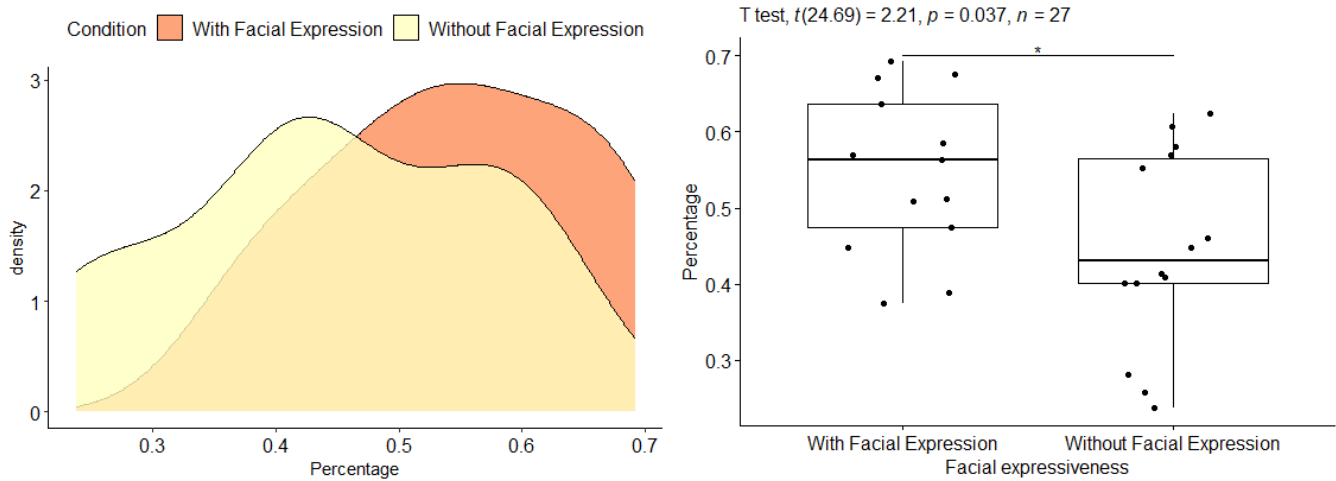 Condition With Facial Expression Without Facial Expression
density
3
2
1
0
0.3 0.4 0.5 0.6 0.7
Percentage
T test, t(24.69) = 2.21, p = 0.037, n = 27
*
Percentage
0.7
0.6
0.5
0.4
0.3
With Facial Expression Without Facial Expression
Facial expressiveness